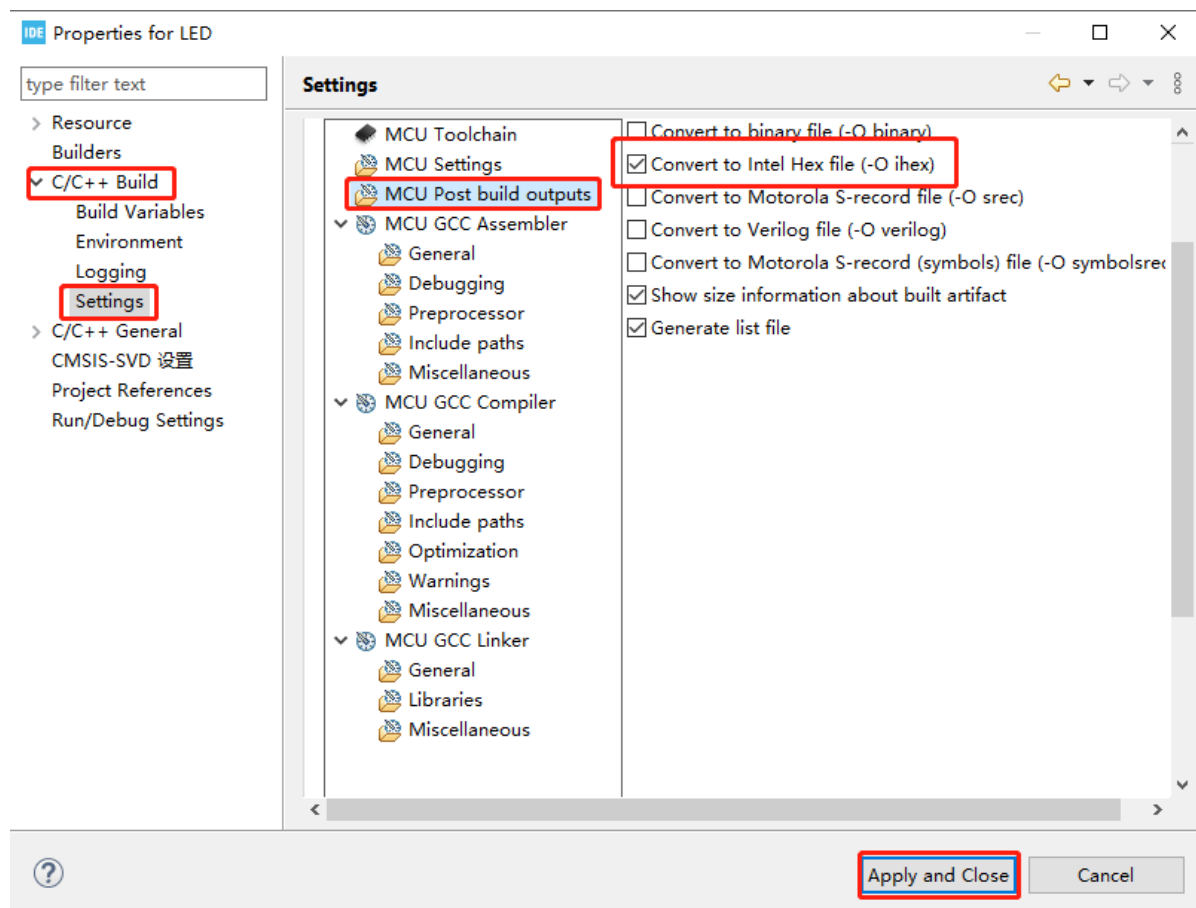 IDE Properties for LED
type filter text
Resource
Builders
C/C++ Build
Build Variables
Environment
Logging
Settings
C/C++ General
CMSIS-SVD 设置
Project References
Run/Debug Settings
Settings
MCU Toolchain
MCU Settings
MCU Post build outputs
MCU GCC Assembler
General
Debugging
Preprocessor
Include paths
Miscellaneous
MCU GCC Compiler
General
Debugging
Preprocessor
Include paths
Optimization
Warnings
Miscellaneous
MCU GCC Linker
General
Libraries
Miscellaneous
Convert to binary file (-O binary)
Convert to Intel Hex file (-O ihex)
Convert to Motorola S-record file (-O srec)
Convert to Verilog file (-O verilog)
Convert to Motorola S-record (symbols) file (-O symbolsrec
Show size information about built artifact
Generate list file
Apply and Close
Cancel